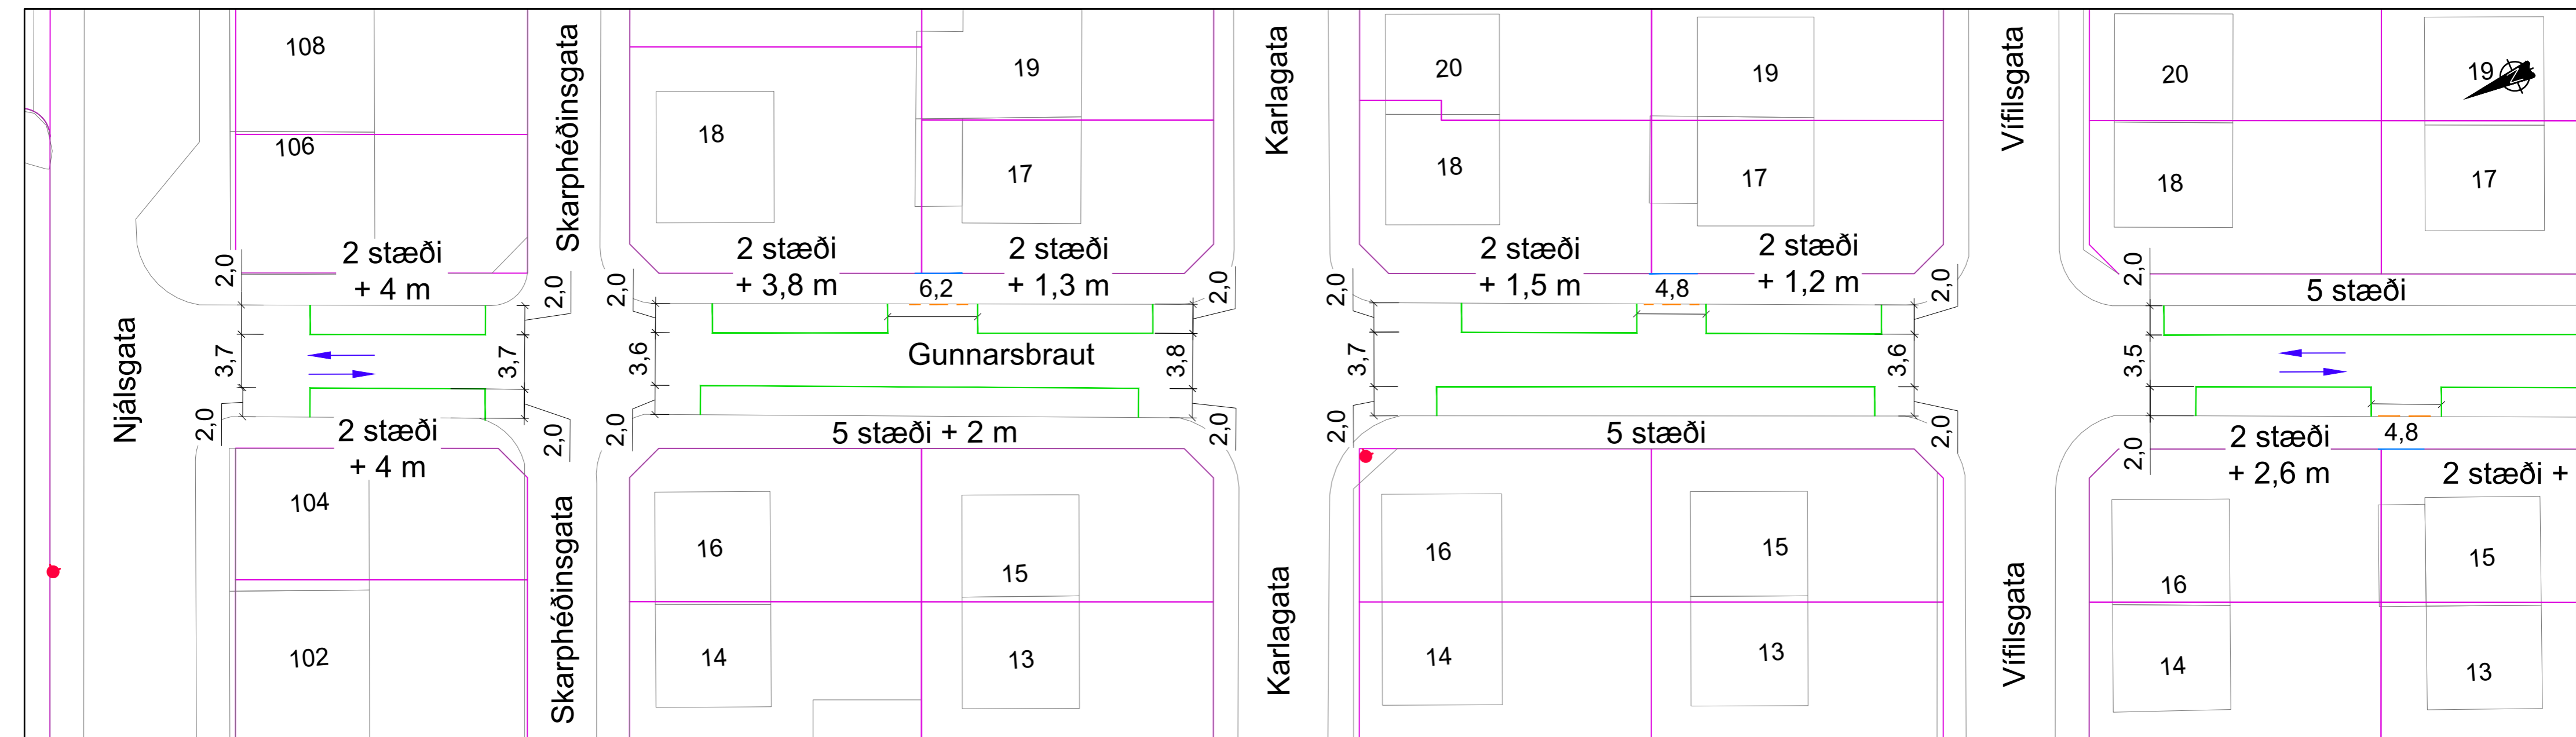 108
106
Skarphéðinsgata
18
19
17
Karlagata
20
19
18
17
Vífilsgata
20
19
18
17
2 stæði
+ 4 m
2 stæði
+ 3,8 m
2 stæði
+ 1,3 m
2 stæði
+ 1,5 m
2 stæði
+ 1,2 m
5 stæði
2,0
2,0
2,0
6,2
2,0
2,0
4,8
2,0
2,0
Njálsgata
3,7
3,7
3,6
Gunnarsbraut
3,8
3,7
3,6
3,5
2,0
2,0
2,0
2,0
2,0
2,0
2,0
2 stæði
+ 4 m
5 stæði + 2 m
5 stæði
2 stæði
+ 2,6 m
4,8
2 stæði +
104
102
Skarphéðinsgata
16
15
14
13
Karlagata
16
15
14
13
Vífilsgata
16
15
14
13